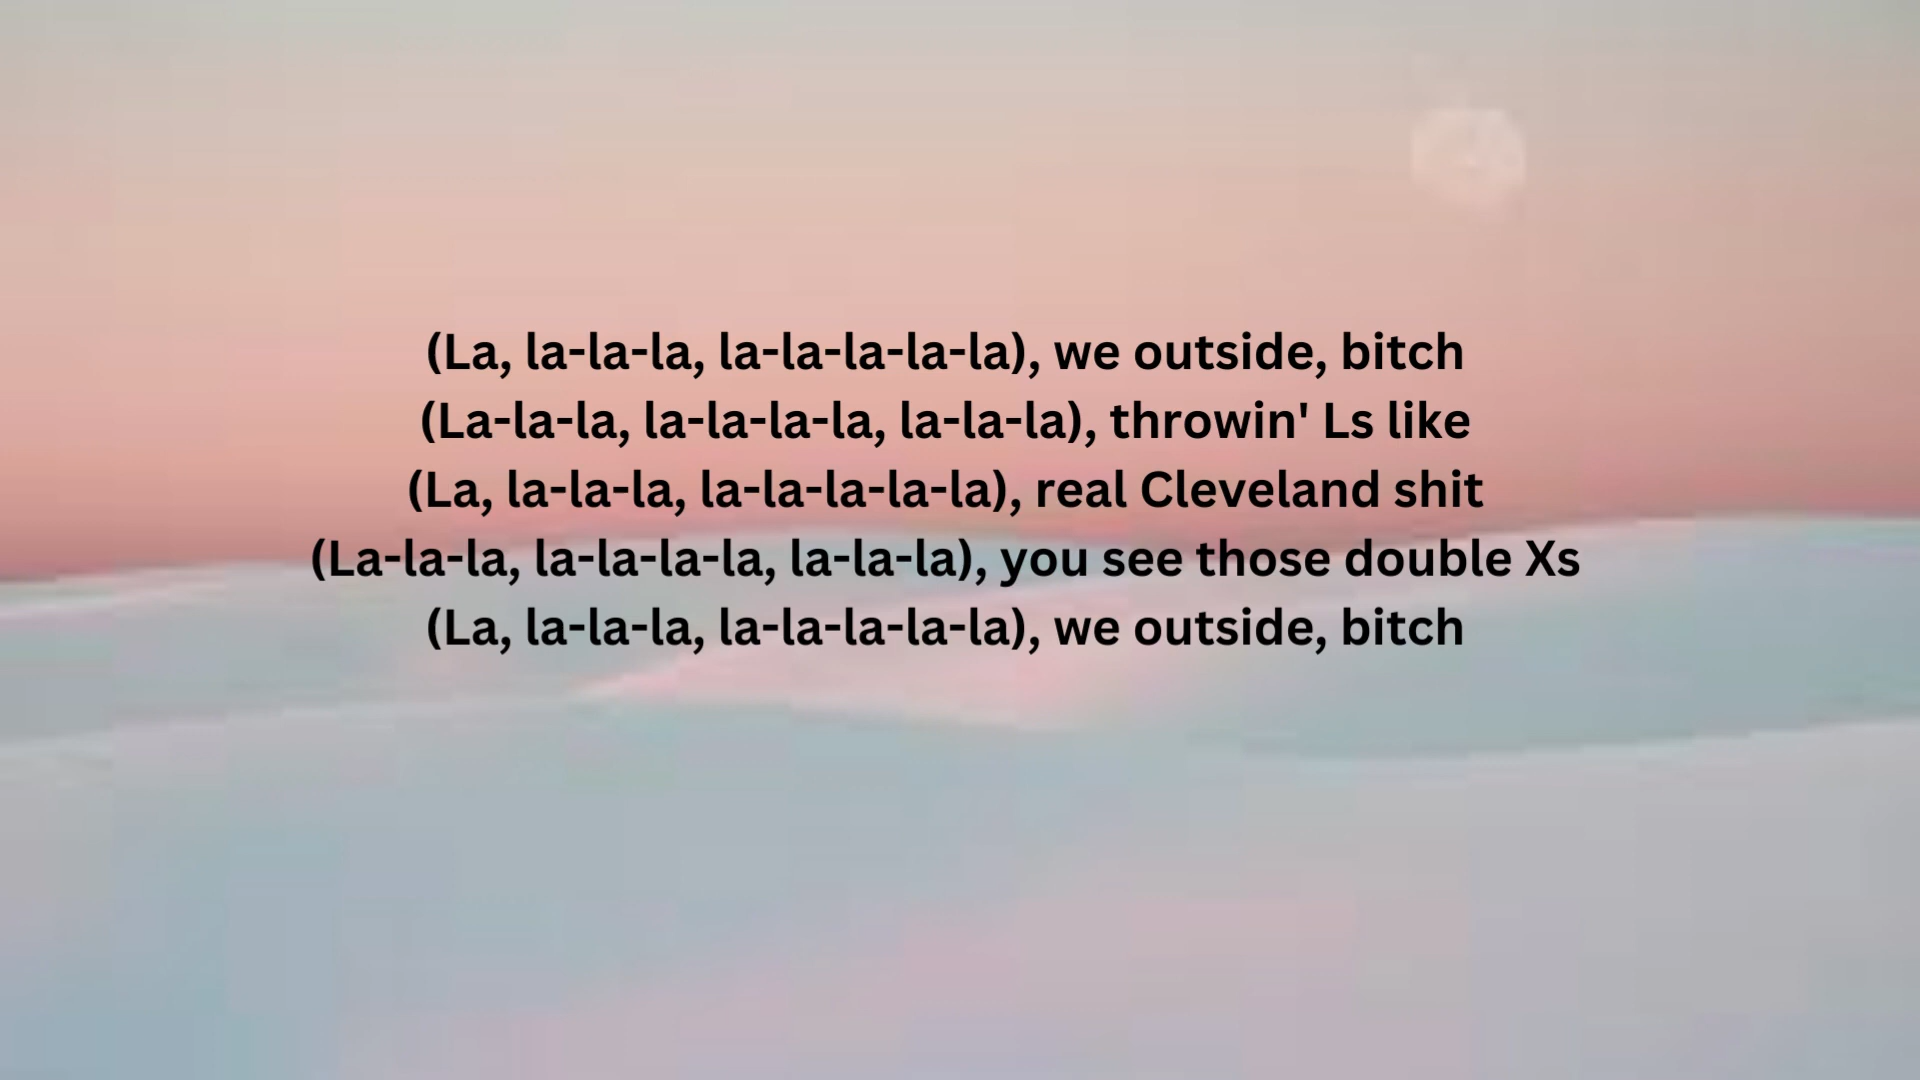 (La, la-la-la, la-la-la-la-la), we outside, bitch
(La-la-la, la-la-la-la, la-la-la), throwin' Ls like
(La, la-la-la, la-la-la-la-la), real Cleveland shit
(La-la-la, la-la-la-la, la-la-la), you see those double Xs
(La, la-la-la, la-la-la-la-la), we outside, bitch